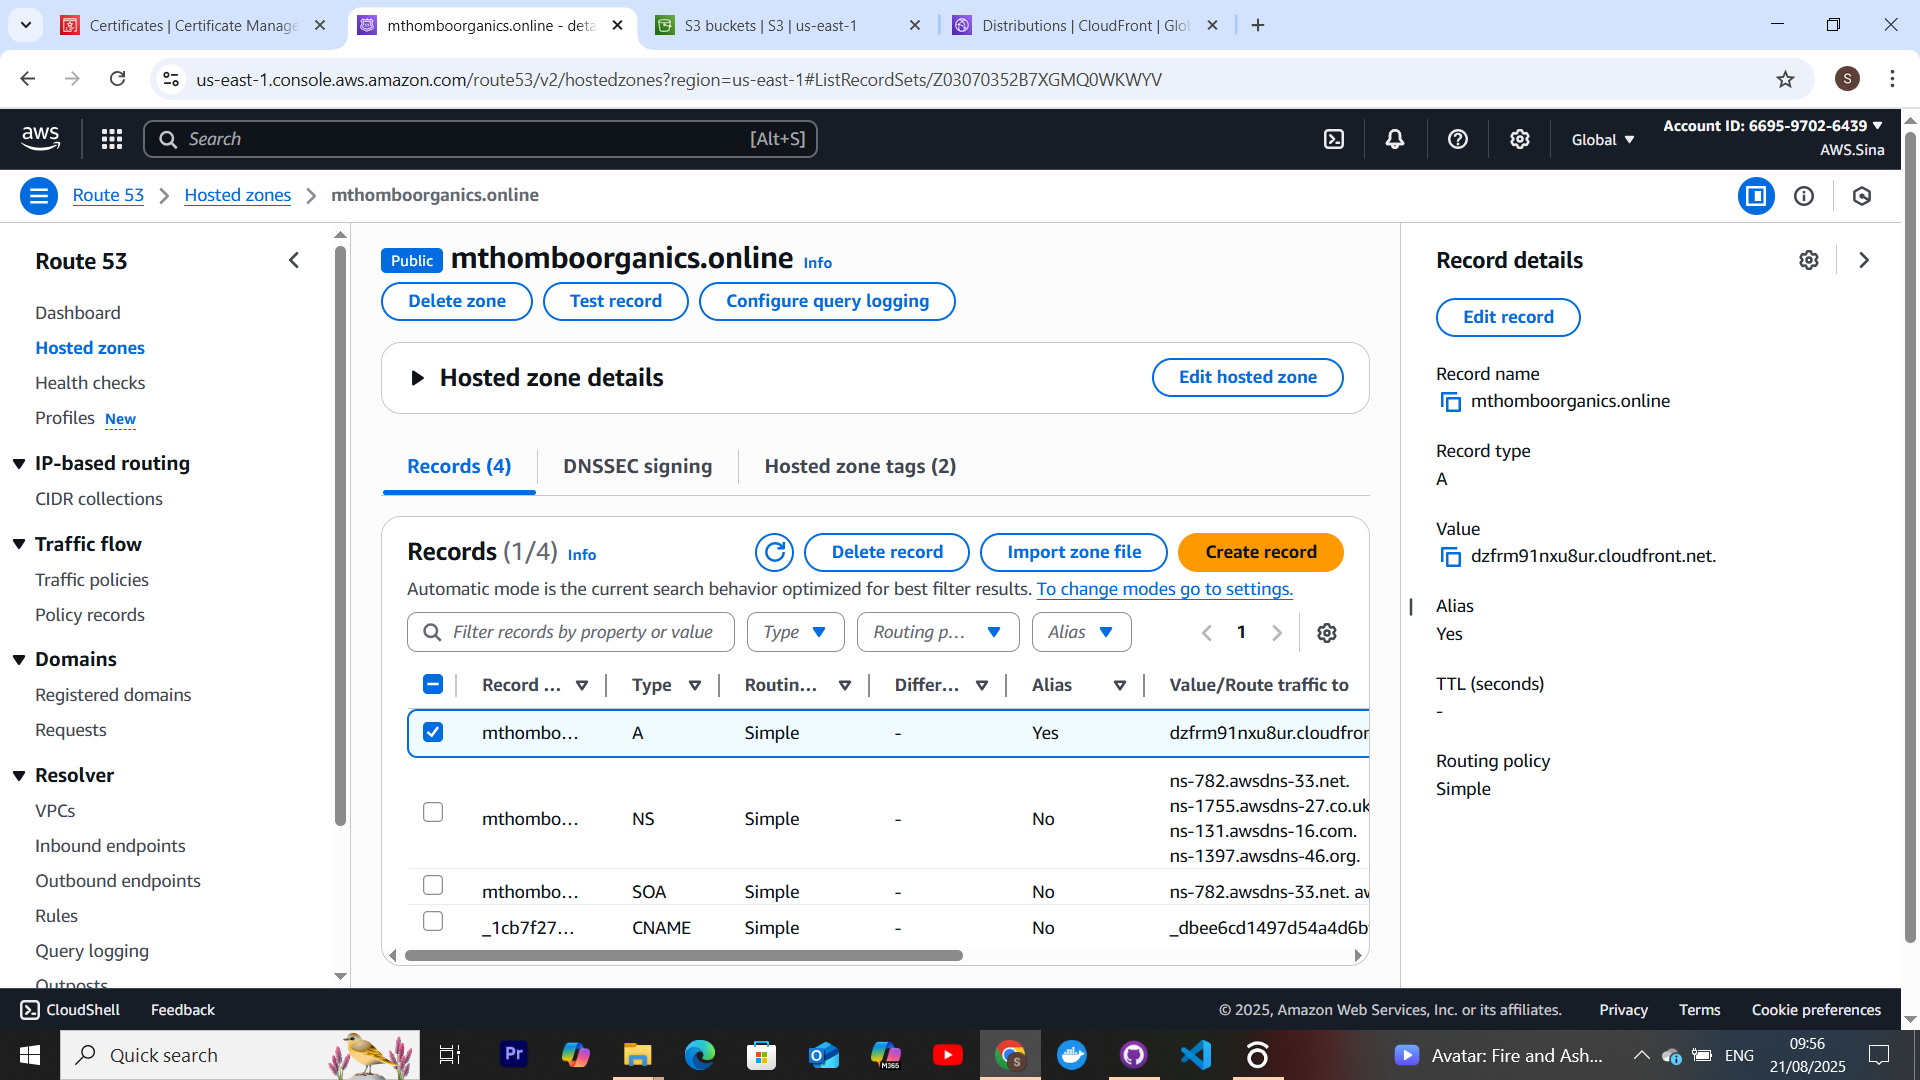 Certificates | Certificate Manage
mthomboorganics.online - deta
S3 buckets | S3 | us-east-1
Distributions | CloudFront | Glo
us-east-1.console.aws.amazon.com/route53/v2/hostedzones?region=us-east-1#ListRecordSets/Z03070352B7XGMQ0WKWYV
S
aws
Search
[Alt+S]
Global
Account ID: 6695-9702-6439
AWS.Sina
Route 53
Hosted zones
mthomboorganics.online
Route 53
Dashboard
Hosted zones
Health checks
Profiles New
IP-based routing
CIDR collections
Traffic flow
Traffic policies
Policy records
Domains
Registered domains
Requests
Resolver
VPCs
Inbound endpoints
Outbound endpoints
Rules
Query logging
Outposts
Public mthomboorganics.online Info
Delete zone
Test record
Configure query logging
Hosted zone details
Edit hosted zone
Records (4)
DNSSEC signing
Hosted zone tags (2)
Records (1/4) Info
Delete record
Import zone file
Create record
Automatic mode is the current search behavior optimized for best filter results. To change modes go to settings.
Filter records by property or value
Type
Routing p...
Alias
1
Record ... Type Routin... Differ... Alias Value/Route traffic to
mthombo... A Simple - Yes dzfrm91nxu8ur.cloudfron
mthombo... NS Simple - No
ns-782.awsdns-33.net.
ns-1755.awsdns-27.co.uk
ns-131.awsdns-16.com.
ns-1397.awsdns-46.org.
mthombo... SOA Simple - No ns-782.awsdns-33.net. aw
_1cb7f27... CNAME Simple - No _dbee6cd1497d54a4d6b
Record details
Edit record
Record name
mthomboorganics.online
Record type
A
Value
dzfrm91nxu8ur.cloudfront.net.
Alias
Yes
TTL (seconds)
-
Routing policy
Simple
CloudShell
Feedback
© 2025, Amazon Web Services, Inc. or its affiliates.
Privacy
Terms
Cookie preferences
Quick search
Pr
M365
S
Avatar: Fire and Ash...
ENG
09:56
21/08/2025